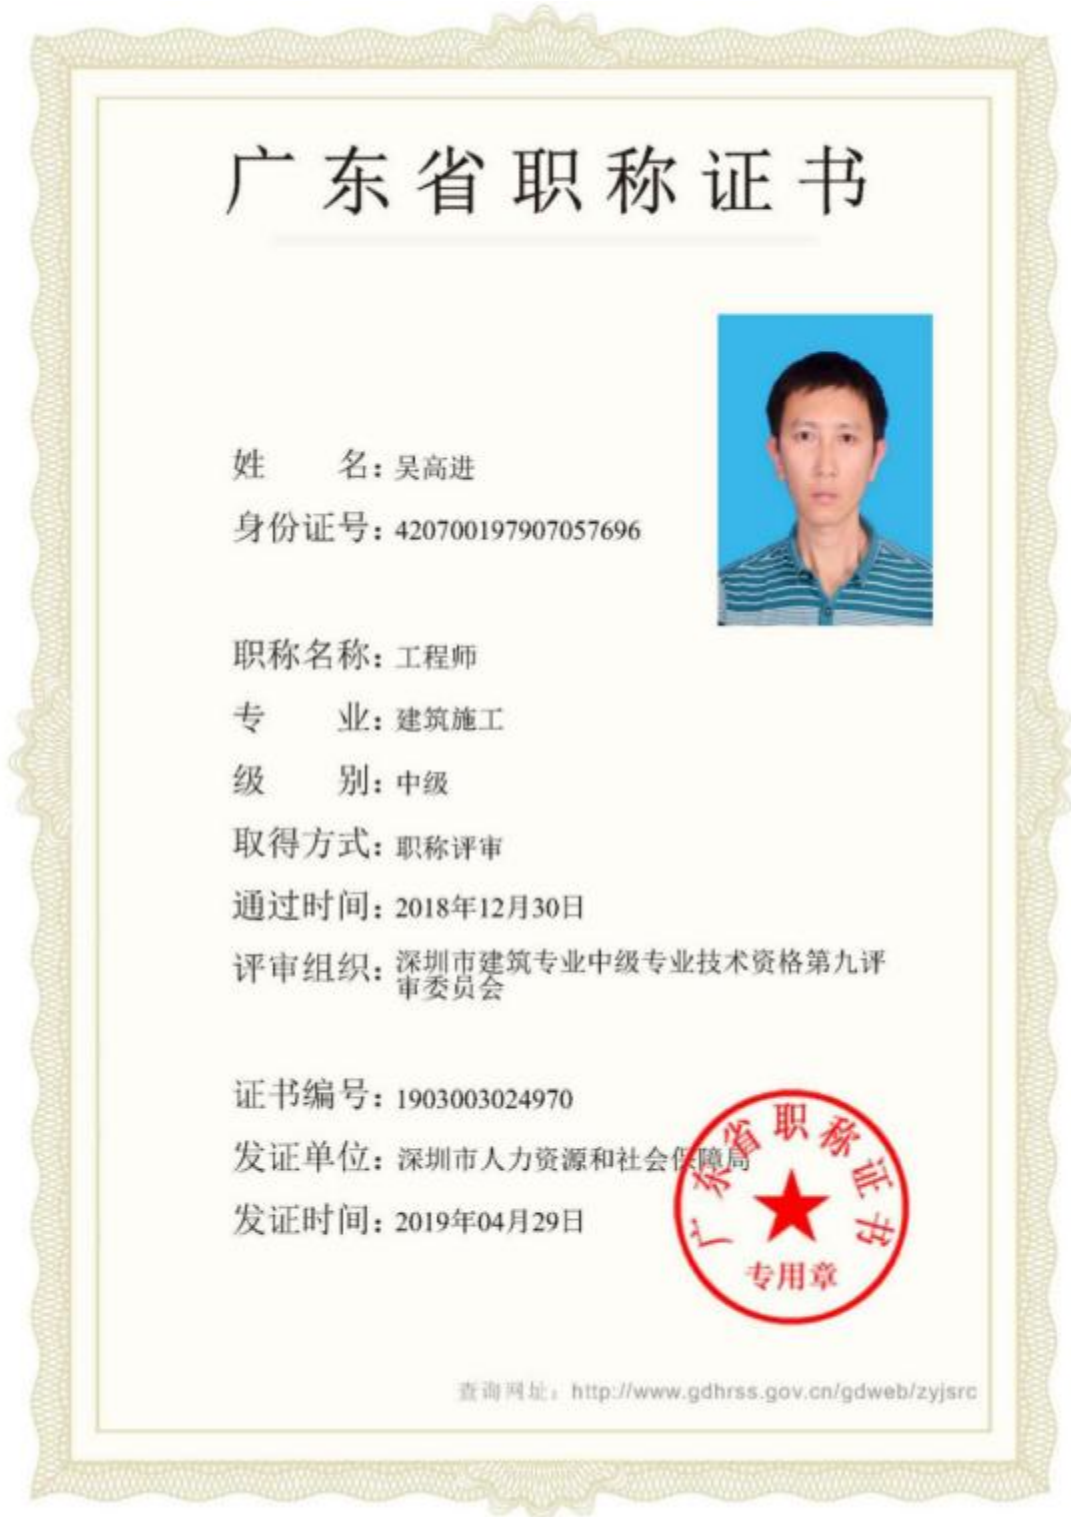 广东省职称证书
姓 名：吴高进
身份证号：420700197907057696
职称名称：工程师
专 业：建筑施工
级 别：中级
取得方式：职称评审
通过时间：2018年12月30日
评审组织：深圳市建筑专业中级专业技术资格第九评
审委员会
证书编号：1903003024970
发证单位：深圳市人力资源和社会保障局
发证时间：2019年04月29日
广东省职称证书
专用章
查询网址：http://www.gdhrss.gov.cn/gdweb/zyjsrc